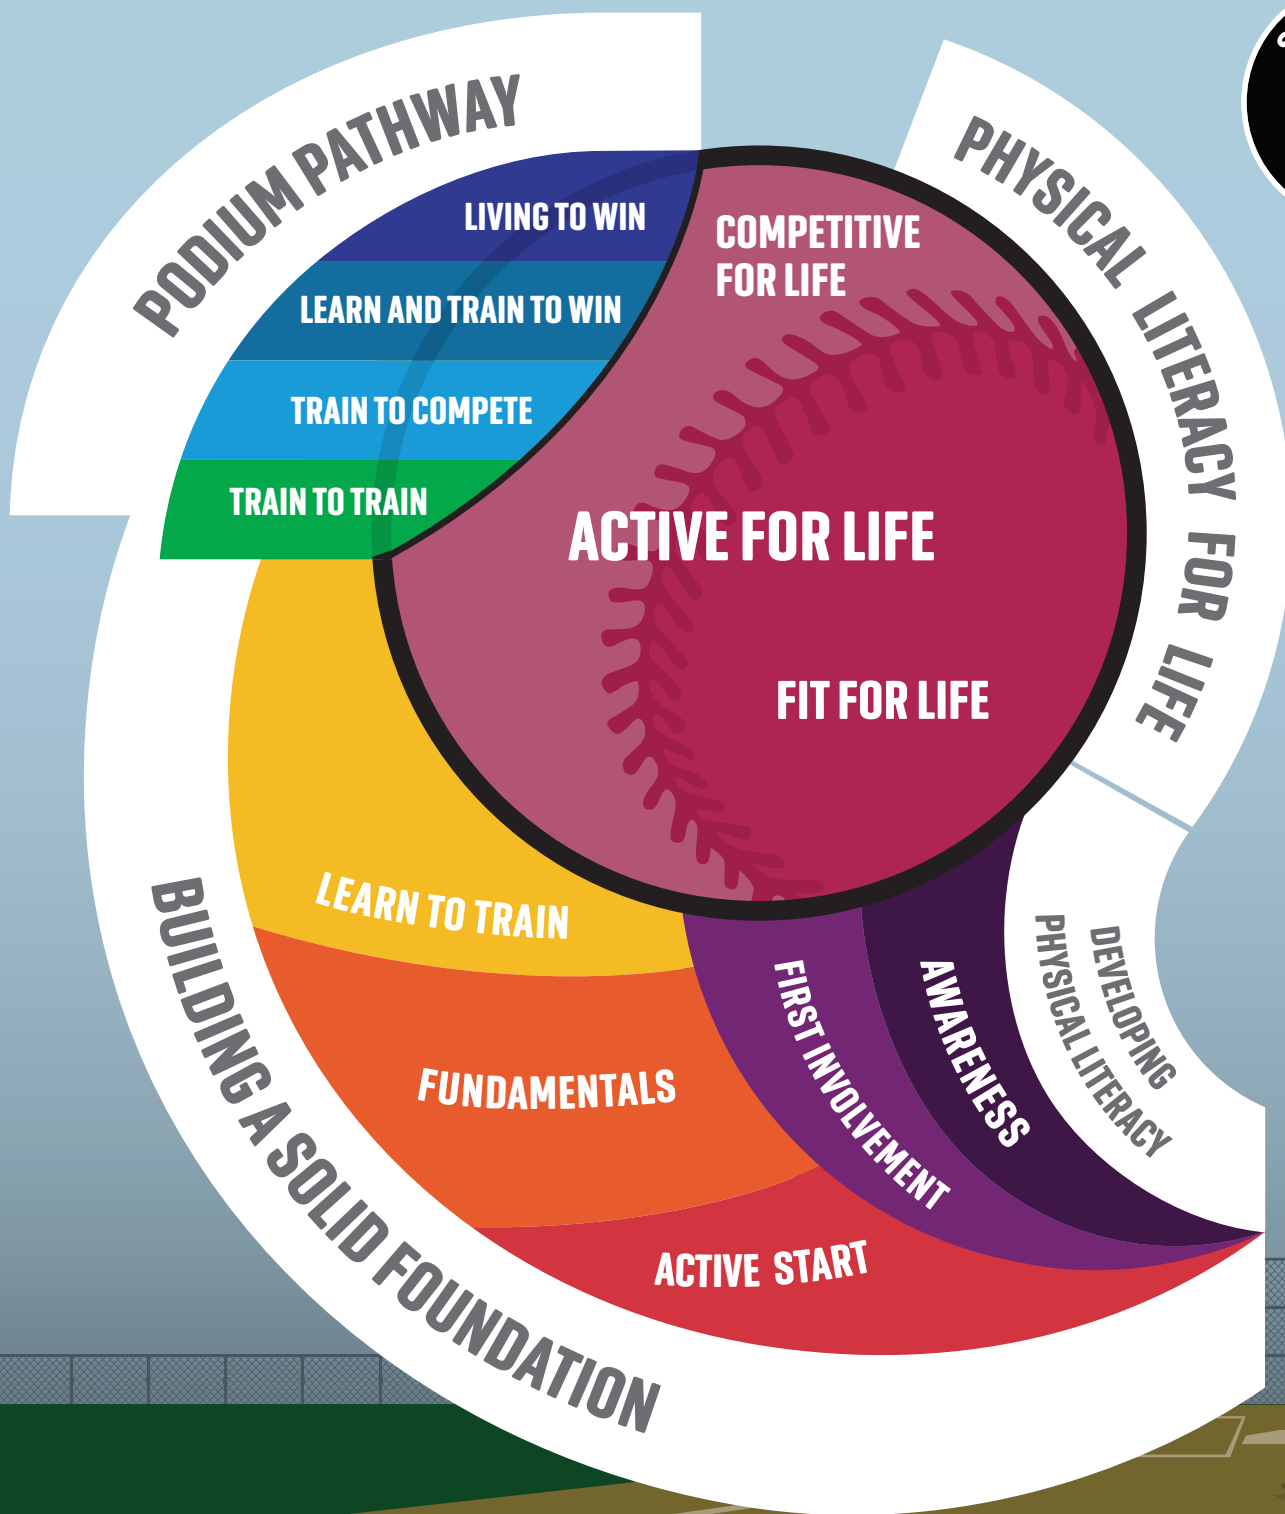 PODIUM PATHWAY
LIVING TO WIN
LEARN AND TRAIN TO WIN
TRAIN TO COMPETE
TRAIN TO TRAIN
COMPETITIVE
FOR LIFE
ACTIVE FOR LIFE
FIT FOR LIFE
PHYSICAL LITERACY FOR LIFE
BUILDING A SOLID FOUNDATION
LEARN TO TRAIN
FUNDAMENTALS
ACTIVE START
FIRST INVOLVEMENT
AWARENESS
DEVELOPING
PHYSICAL LITERACY